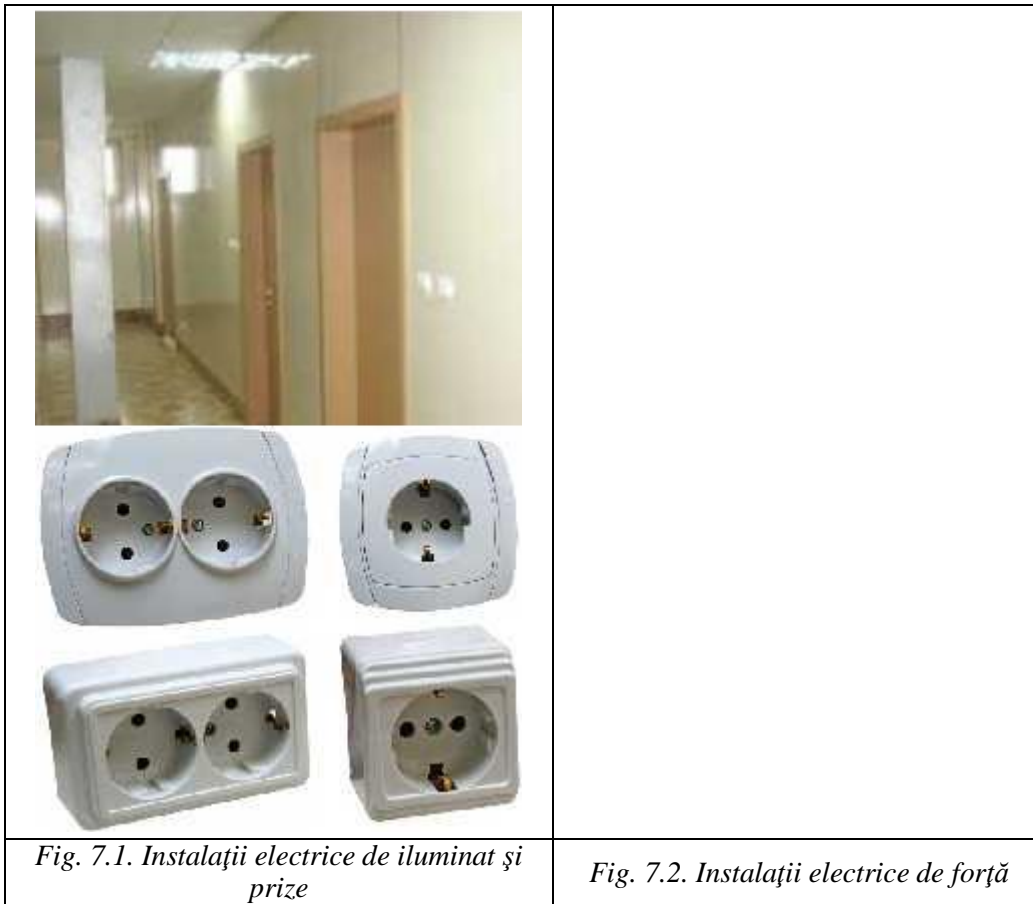 Fig. 7.1. Instalaţii electrice de iluminat şi
prize
Fig. 7.2. Instalaţii electrice de forţă